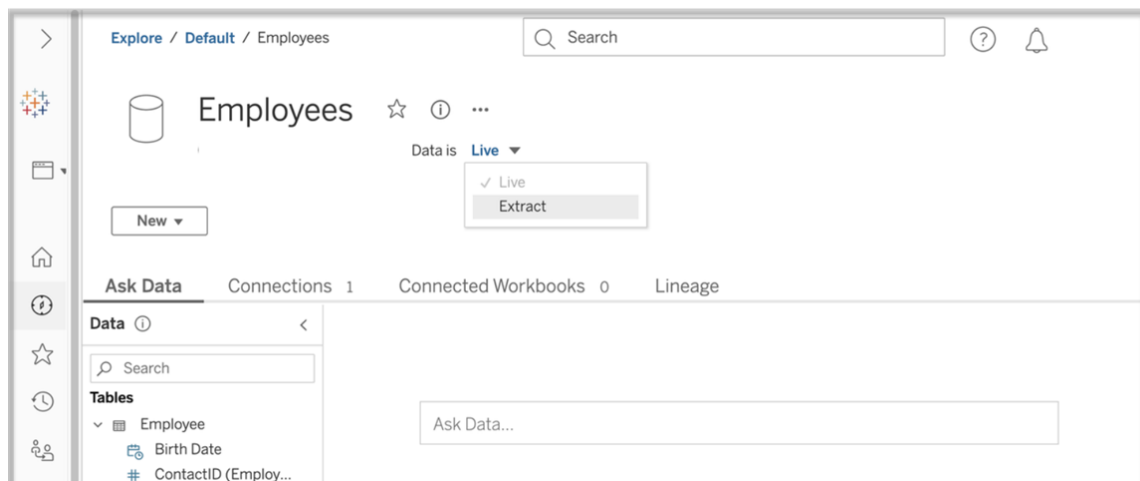 Explore / Default / Employees
Search
Employees
Data is Live
Live
Extract
New
Ask Data
Connections 1
Connected Workbooks 0
Lineage
Data
Search
Tables
Employee
Birth Date
ContactID (Employ...
Ask Data...